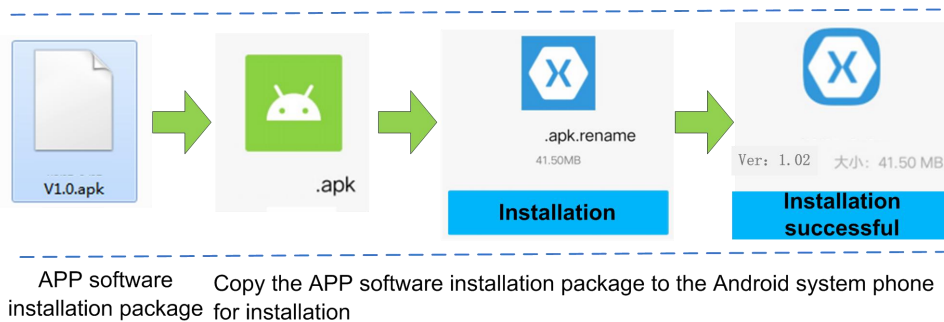 V1.0.apk
.apk
.apk.rename
41.50MB
Installation
Ver: 1.02
大小: 41.50 MB
Installation
successful
APP software
installation package
Copy the APP software installation package to the Android system phone
for installation